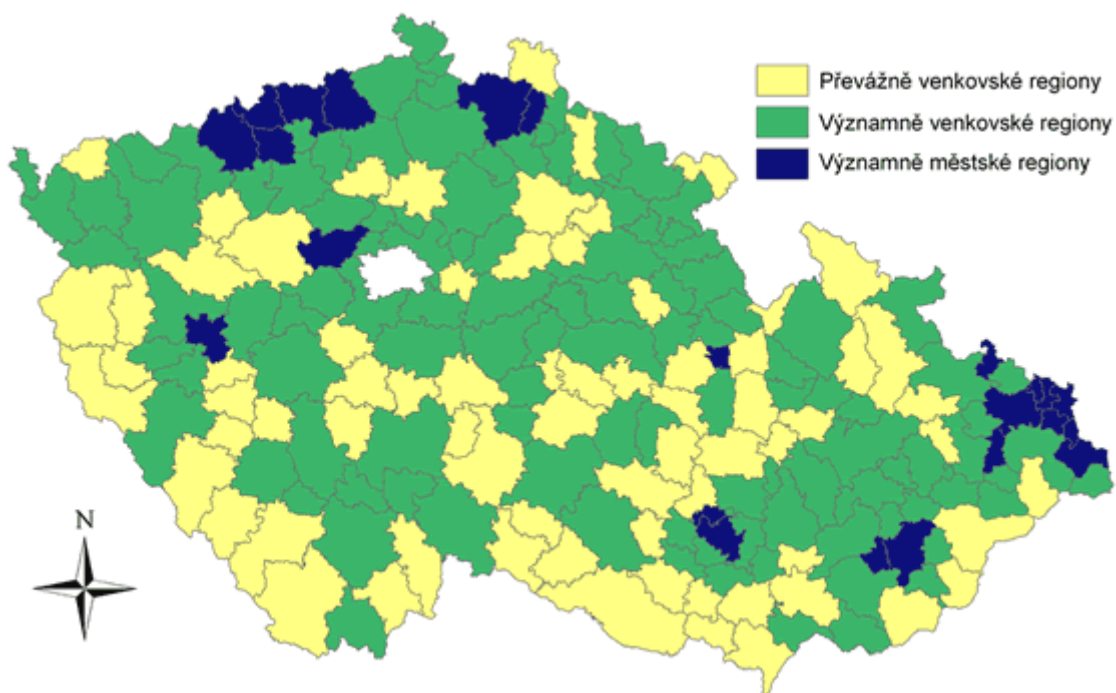 Převážně venkovské regiony
Významně venkovské regiony
Významně městské regiony
N